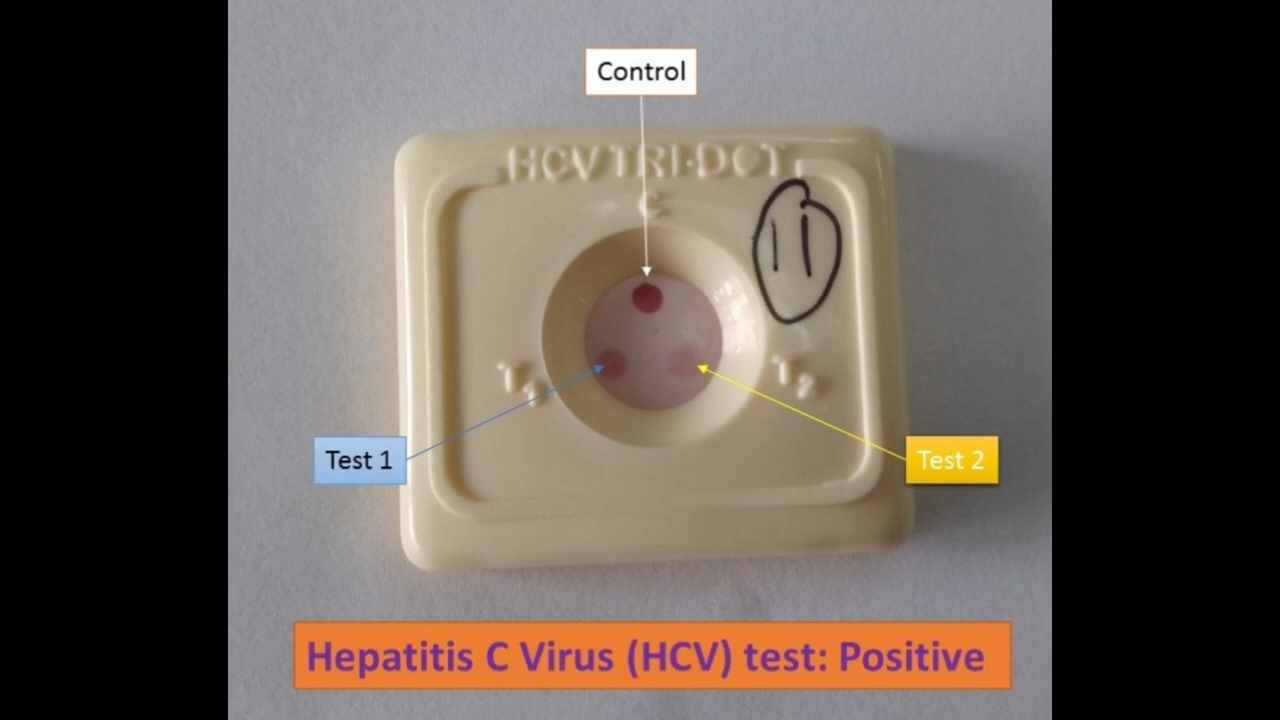 Control
HCV TRI-DOT
C
11
T1
T2
Test 1
Test 2
Hepatitis C Virus (HCV) test: Positive